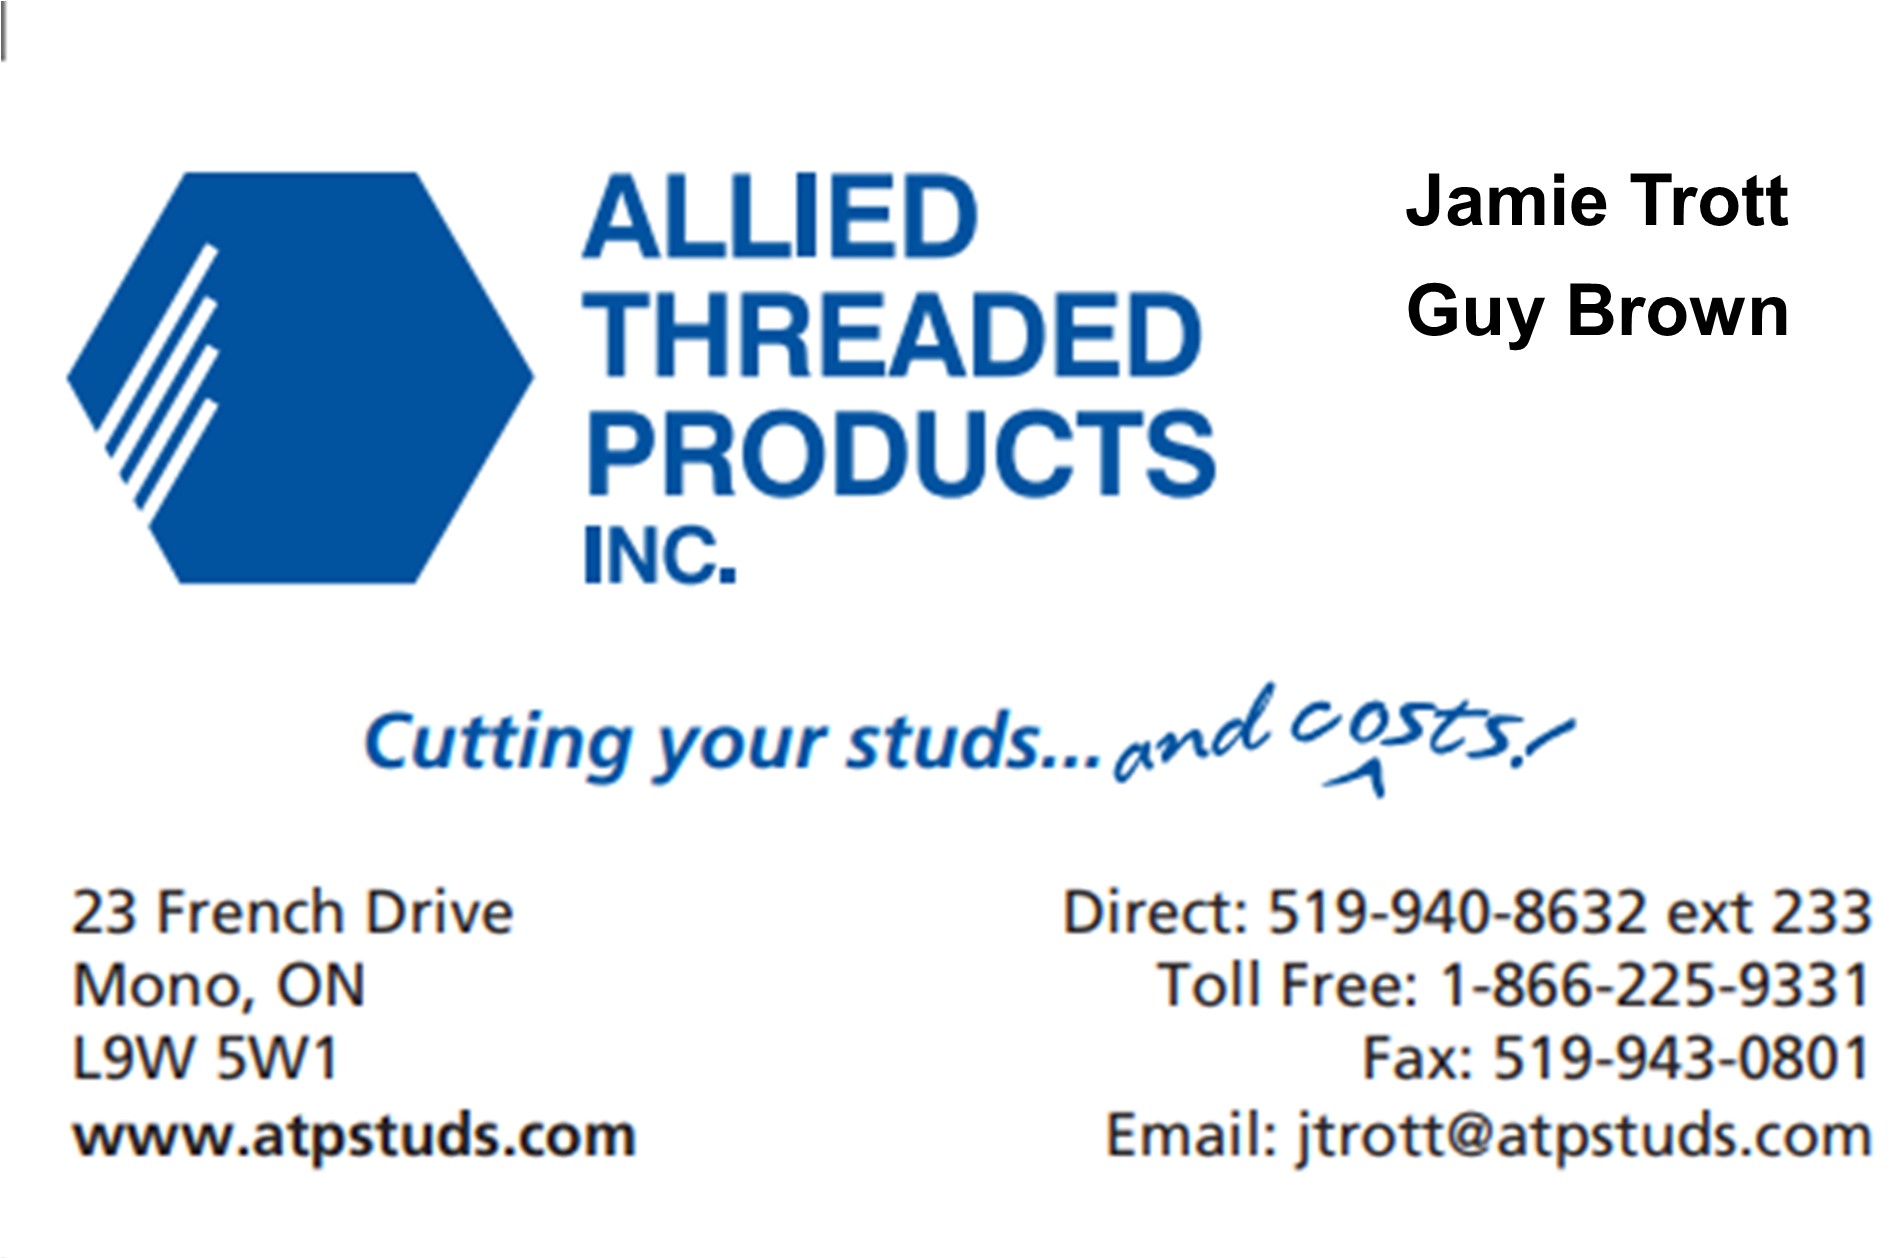 ALLIED
THREADED
PRODUCTS
INC.
Jamie Trott
Guy Brown
Cutting your studs...and costs!
23 French Drive
Mono, ON
L9W 5W1
www.atpstuds.com
Direct: 519-940-8632 ext 233
Toll Free: 1-866-225-9331
Fax: 519-943-0801
Email: jtrott@atpstuds.com